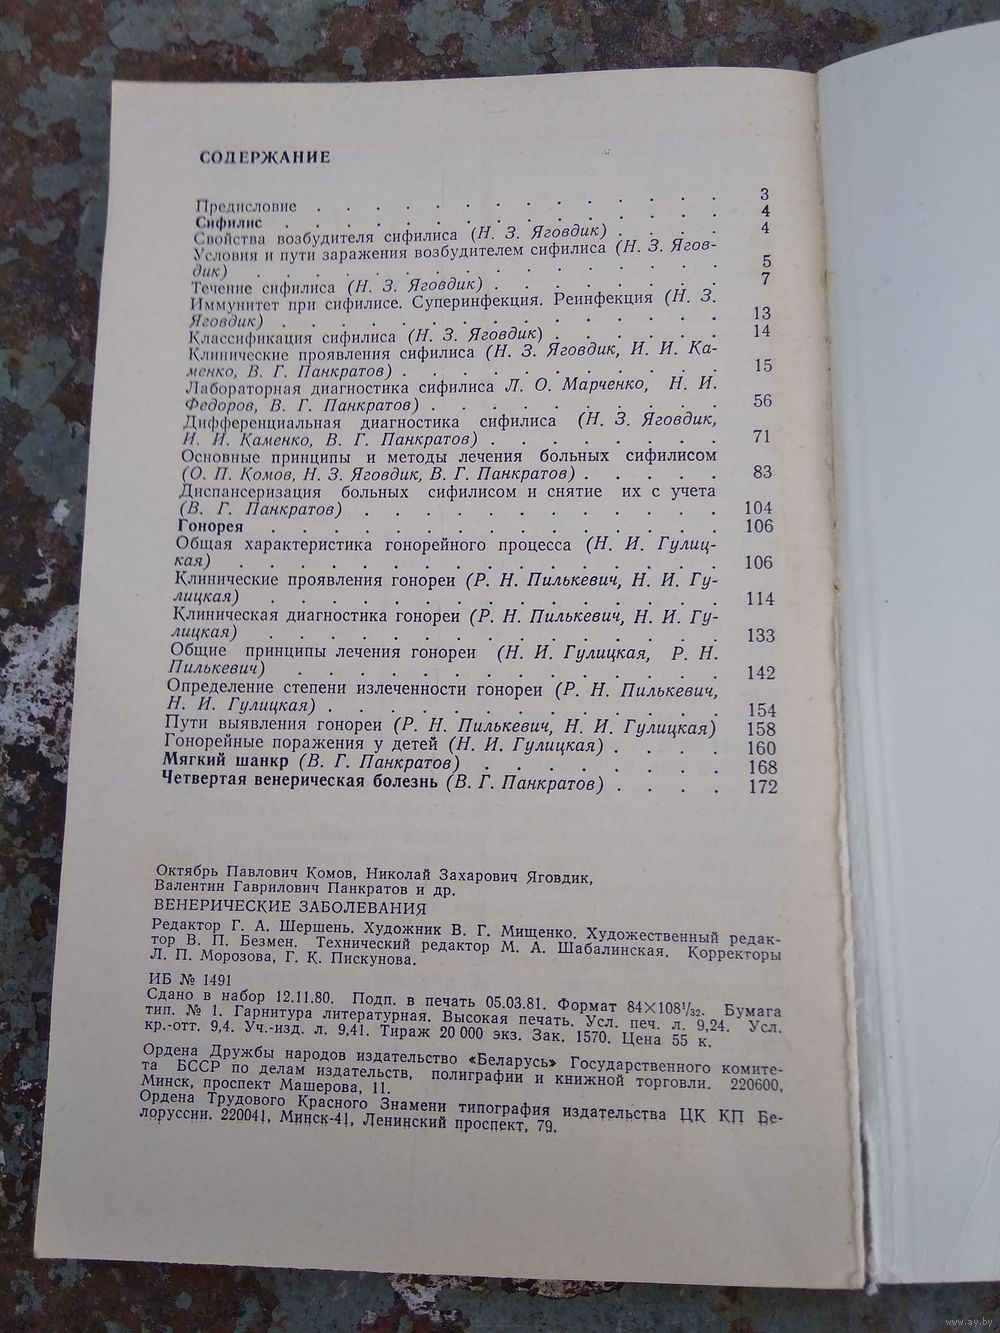 СОДЕРЖАНИЕ
Предисловие . . . . . . . . . . . . . . 3
Сифилис . . . . . . . . . . . . . . . 4
Свойства возбудителя сифилиса (Н. З. Яговдик) . . . . 4
Условия и пути заражения возбудителем сифилиса (Н. З. Яговдик-
дик) . . . . . . . . . . . . . . . 5
Течение сифилиса (Н. З. Яговдик) . . . . . . . . 7
Иммунитет при сифилисе. Суперинфекция. Реинфекция (Н. З.
Яговдик) . . . . . . . . . . . . . . 13
Классификация сифилиса (Н. З. Яговдик) . . . . . . 14
Клинические проявления сифилиса (Н. З. Яговдик, И. И. Ка-
менко, В. Г. Панкратов) . . . . . . . . . . 15
Лабораторная диагностика сифилиса Л. О. Марченко, Н. И.
Федоров, В. Г. Панкратов) . . . . . . . . . 56
Дифференциальная диагностика сифилиса (Н. З. Яговдик,
И. И. Каменко, В. Г. Панкратов) . . . . . . . . 71
Основные принципы и методы лечения больных сифилисом
(О. П. Комов, Н. З. Яговдик, В. Г. Панкратов) . . . . . 83
Диспансеризация больных сифилисом и снятие их с учета
(В. Г. Панкратов) . . . . . . . . . . . . 104
Гонорея . . . . . . . . . . . . . . . 106
Общая характеристика гонорейного процесса (Н. И. Гулиц-
кая) . . . . . . . . . . . . . . . . 106
Клинические проявления гонореи (Р. Н. Пилькевич, Н. И. Гу-
лицкая) . . . . . . . . . . . . . . . 114
Клиническая диагностика гонореи (Р. Н. Пилькевич, Н. И. Гу-
лицкая) . . . . . . . . . . . . . . . 133
Общие принципы лечения гонореи (Н. И. Гулицкая, Р. Н.
Пилькевич) . . . . . . . . . . . . . . 142
Определение степени излеченности гонореи (Р. Н. Пилькевич,
Н. И. Гулицкая) . . . . . . . . . . . . . 154
Пути выявления гонореи (Р. Н. Пилькевич, Н. И. Гулицкая) 158
Гонорейные поражения у детей (Н. И. Гулицкая) . . . . 160
Мягкий шанкр (В. Г. Панкратов) . . . . . . . . 168
Четвертая венерическая болезнь (В. Г. Панкратов) . . . . 172
Октябрь Павлович Комов, Николай Захарович Яговдик,
Валентин Гаврилович Панкратов и др.
ВЕНЕРИЧЕСКИЕ ЗАБОЛЕВАНИЯ
Редактор Г. А. Шершень. Художник В. Г. Мищенко. Художественный редак-
тор В. П. Безмен. Технический редактор М. А. Шабалинская. Корректоры
Л. П. Морозова, Г. К. Пискунова.
ИБ № 1491
Сдано в набор 12.11.80. Подп. в печать 05.03.81. Формат 84×108¹/₃₂. Бумага
тип. № 1. Гарнитура литературная. Высокая печать. Усл. печ. л. 9,24. Усл.
кр.-отт. 9,4. Уч.-изд. л. 9,41. Тираж 20 000 экз. Зак. 1570. Цена 55 к.
Ордена Дружбы народов издательство «Беларусь» Государственного комите-
та БССР по делам издательств, полиграфии и книжной торговли. 220600,
Минск, проспект Машерова, 11.
Ордена Трудового Красного Знамени типография издательства ЦК КП Бе-
лоруссии. 220041, Минск-41, Ленинский проспект, 79.
www.ay.by